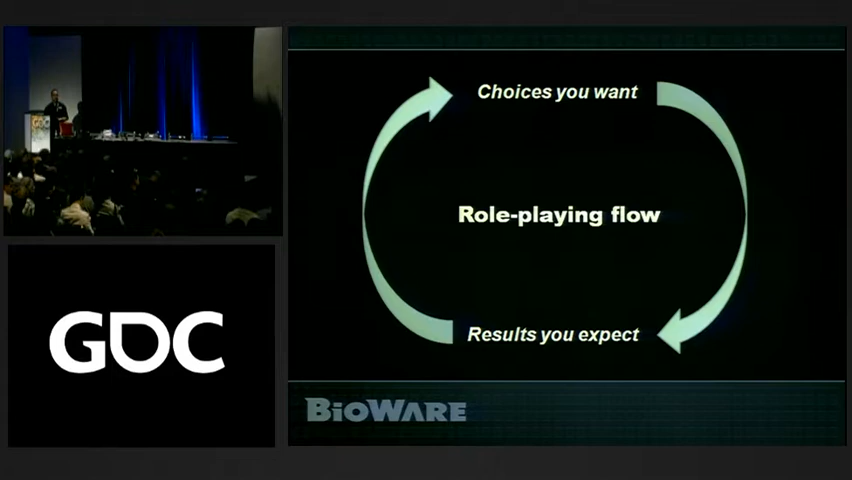 Choices you want
Role-playing flow
Results you expect
GDC
BIOWARE